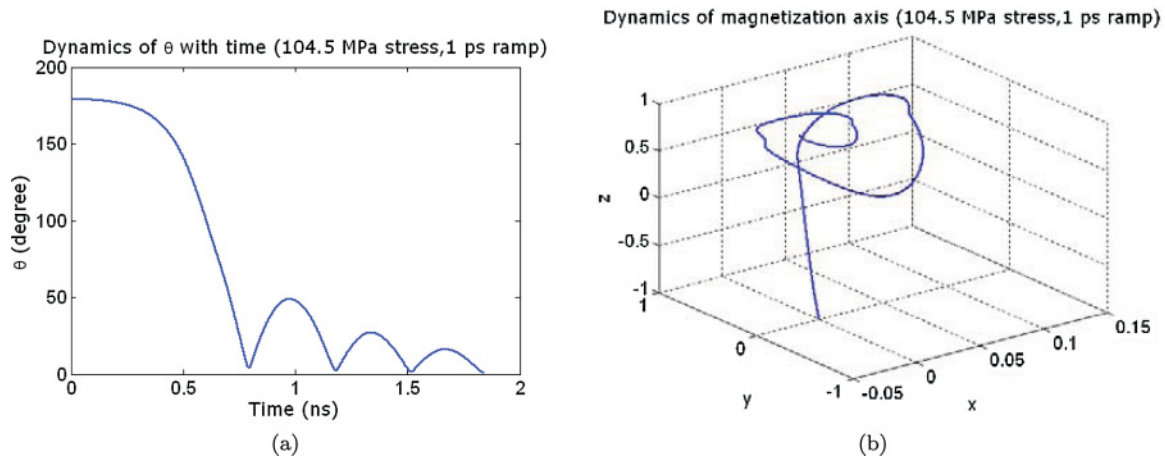 Dynamics of θ with time (104.5 MPa stress,1 ps ramp)
200
150
100
50
0
θ (degree)
0
0.5
1
1.5
2
Time (ns)
(a)
Dynamics of magnetization axis (104.5 MPa stress,1 ps ramp)
1
0.5
0
-0.5
-1
z
1
0
-1
y
-0.05
0
0.05
0.1
0.15
x
(b)